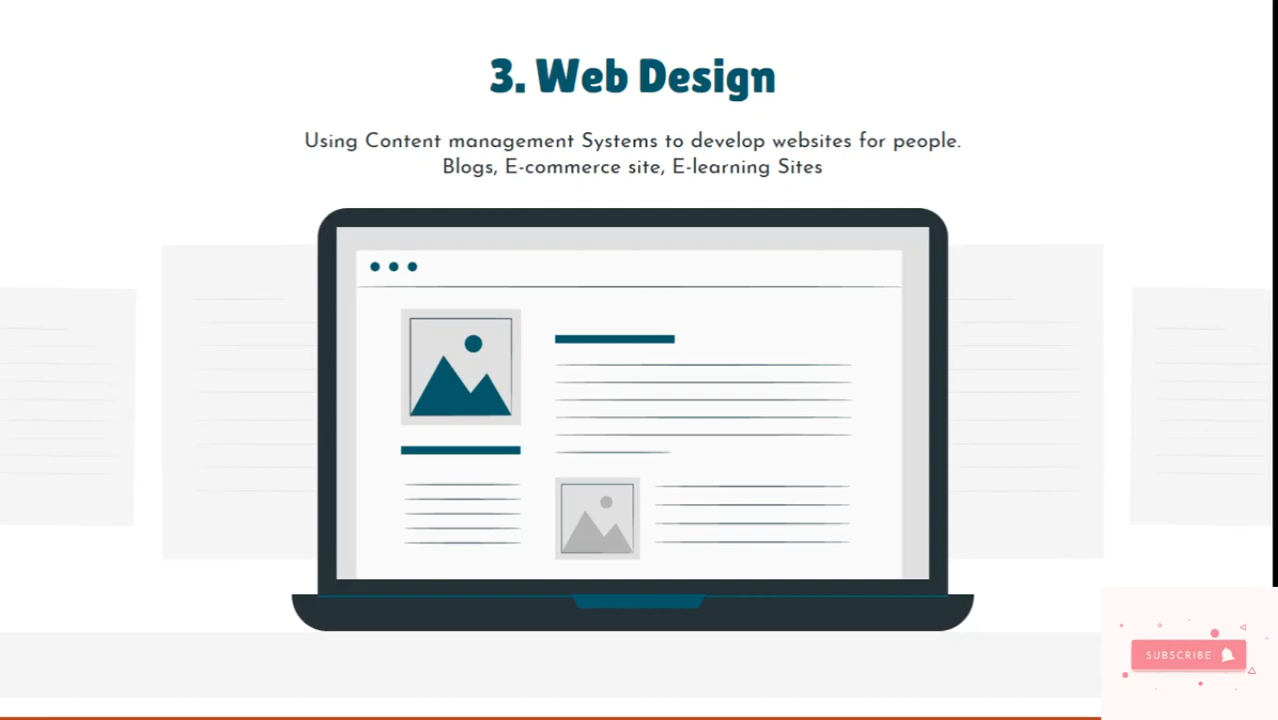 3. Web Design
Using Content management Systems to develop websites for people.
Blogs, E-commerce site, E-learning Sites
SUBSCRIBE